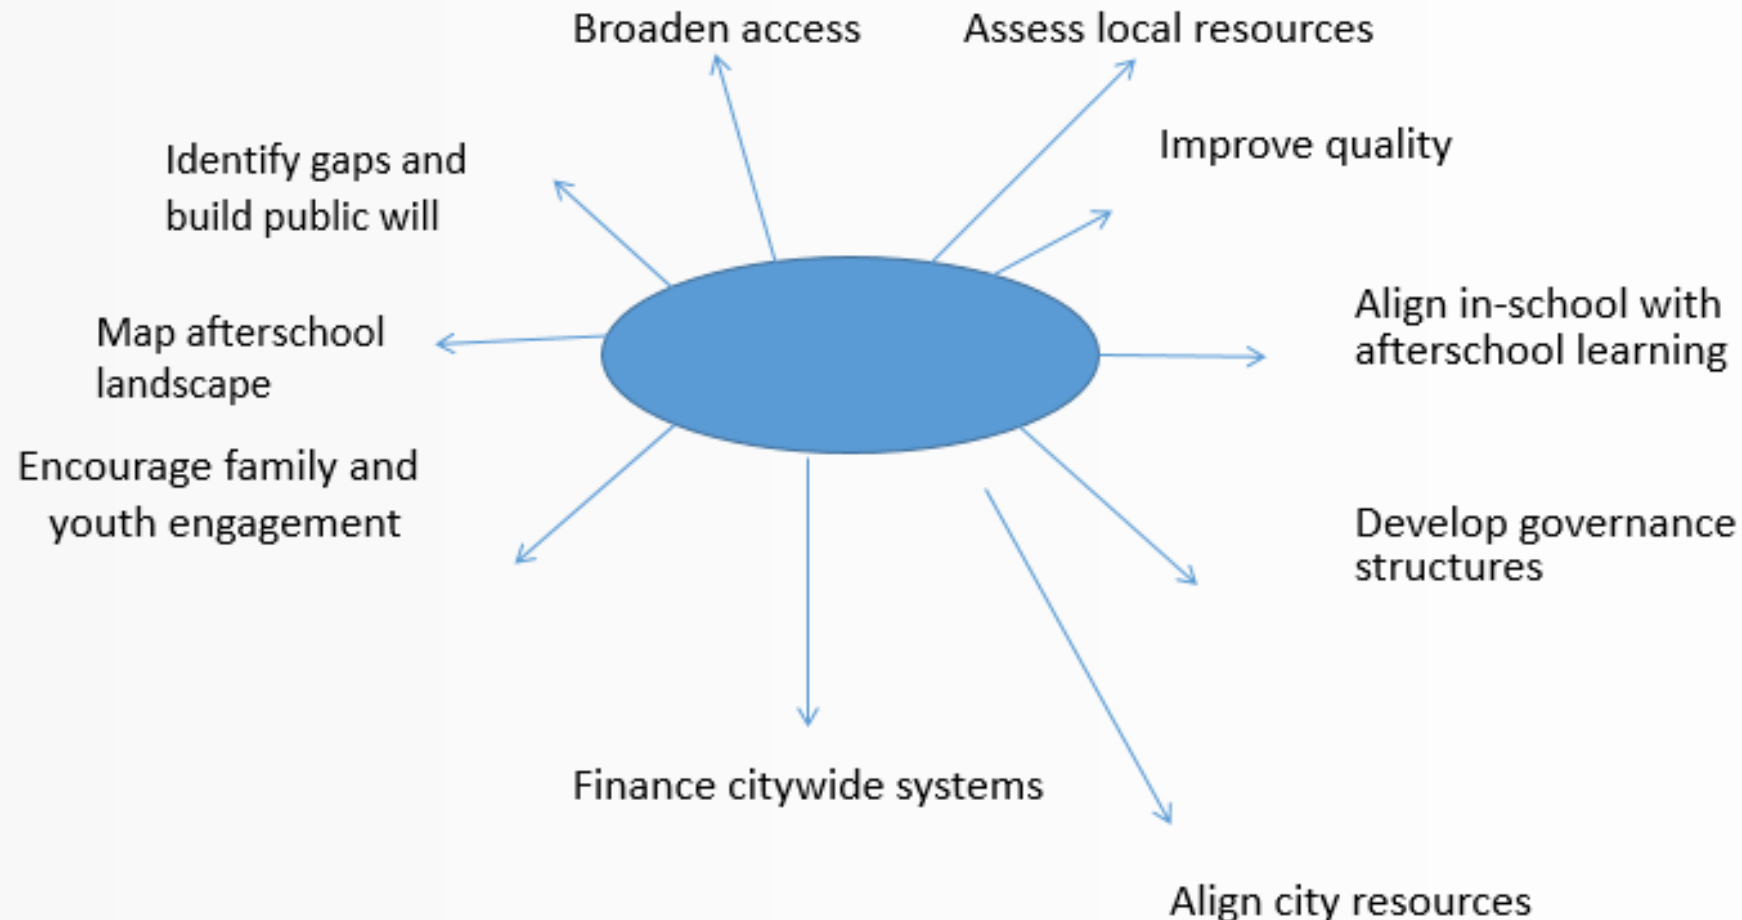 Broaden access
Assess local resources
Improve quality
Identify gaps and
build public will
Align in-school with
afterschool learning
Map afterschool
landscape
Encourage family and
youth engagement
Develop governance
structures
Finance citywide systems
Align city resources